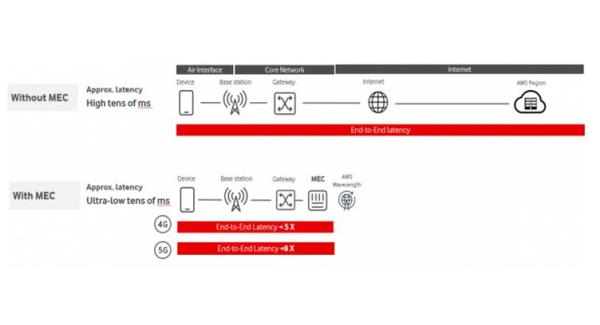 Air Interface Core Network Internet
Device Base station Gateway Internet AWS Region
Without MEC
Approx. latency
High tens of ms
End-to-End latency
Device Base station Gateway MEC AWS
Wavelength
With MEC
Approx. latency
Ultra-low tens of ms
4G End-to-End Latency <5 X
5G End-to-End Latency <8X